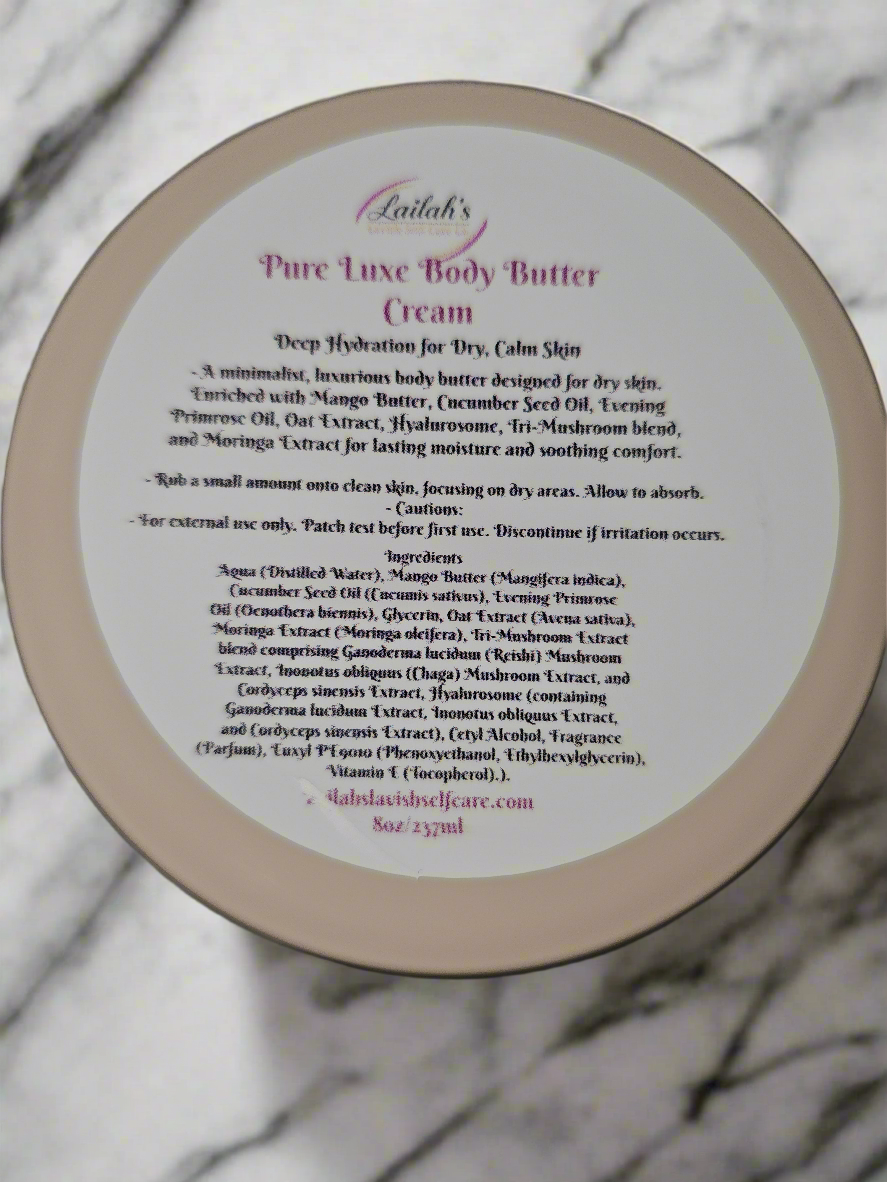 Lailah's
Pure Luxe Body Butter
Cream
Deep Hydration for Dry, Calm Skin
- A minimalist, luxurious body butter designed for dry skin.
Enriched with Mango Butter, Cucumber Seed Oil, Evening
Primrose Oil, Oat Extract, Hyalurosome, Tri-Mushroom blend,
and Moringa Extract for lasting moisture and soothing comfort.
- Rub a small amount onto clean skin, focusing on dry areas. Allow to absorb.
- Cautions:
- For external use only. Patch test before first use. Discontinue if irritation occurs.
Ingredients
Aqua (Distilled Water), Mango Butter (Mangifera indica),
Cucumber Seed Oil (Cucumis sativus), Evening Primrose
Oil (Oenothera biennis), Glycerin, Oat Extract (Avena sativa),
Moringa Extract (Moringa oleifera), Tri-Mushroom Extract
blend comprising Ganoderma lucidum (Reishi) Mushroom
Extract, Inonotus obliquus (Chaga) Mushroom Extract, and
Cordyceps sinensis Extract, Hyalurosome (containing
Ganoderma lucidum Extract, Inonotus obliquus Extract,
and Cordyceps sinensis Extract), Cetyl Alcohol, Fragrance
(Parfum), Euxyl PE9010 (Phenoxyethanol, Ethylhexylglycerin),
Vitamin E (Tocopherol).).
ilahslavishselfcare.com
8oz/237ml